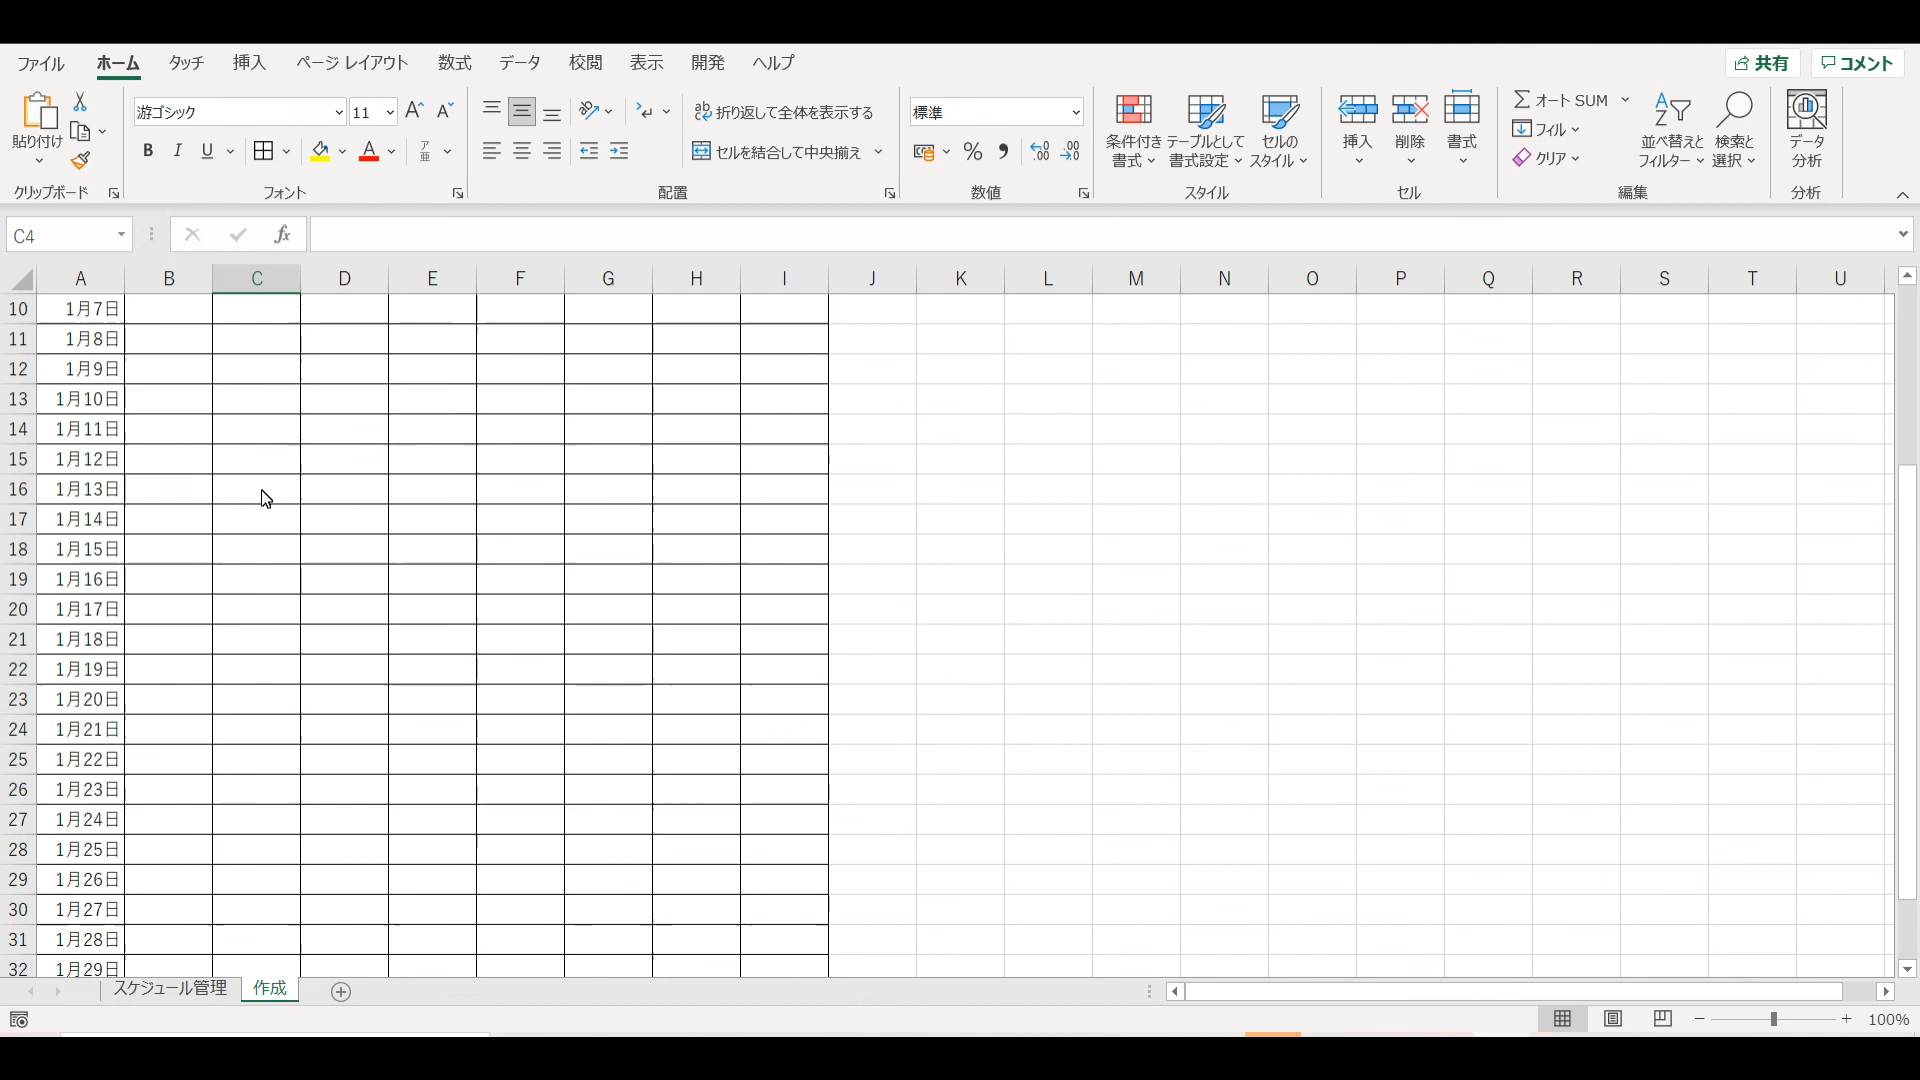 ファイル ホーム タッチ 挿入 ページ レイアウト 数式 データ 校閲 表示 開発 ヘルプ 共有 コメント
貼り付け 游ゴシック 11 A A ab 折り返して全体を表示する 標準 条件付き書式 テーブルとして書式設定 セルのスタイル 挿入 削除 書式 Σ オート SUM フィル クリア 並べ替えとフィルター 検索と選択 データ分析
B I U A ア亜 セルを結合して中央揃え % 9 .00 .00
クリップボード フォント 配置 数値 スタイル セル 編集 分析
C4 fx
A B C D E F G H I J K L M N O P Q R S T U
10 1月7日
11 1月8日
12 1月9日
13 1月10日
14 1月11日
15 1月12日
16 1月13日
17 1月14日
18 1月15日
19 1月16日
20 1月17日
21 1月18日
22 1月19日
23 1月20日
24 1月21日
25 1月22日
26 1月23日
27 1月24日
28 1月25日
29 1月26日
30 1月27日
31 1月28日
32 1月29日
スケジュール管理 作成
100%